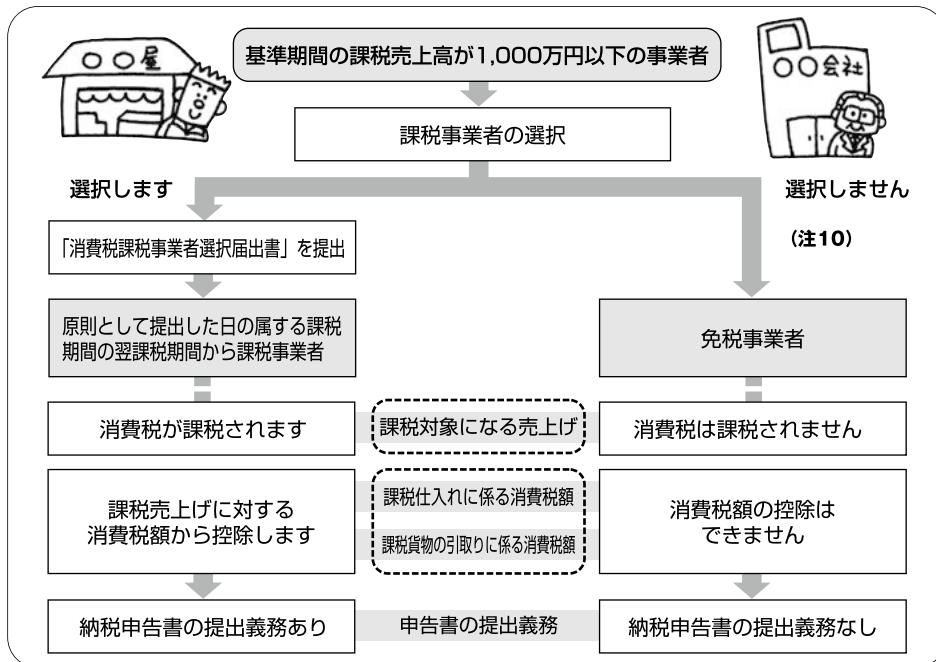 ○○屋
基準期間の課税売上高が1,000万円以下の事業者
○○会社
課税事業者の選択
選択します
選択しません
(注10)
「消費税課税事業者選択届出書」を提出
原則として提出した日の属する課税
期間の翌課税期間から課税事業者
免税事業者
消費税が課税されます
課税対象になる売上げ
消費税は課税されません
課税売上げに対する
消費税額から控除します
課税仕入れに係る消費税額
課税貨物の引取りに係る消費税額
消費税額の控除は
できません
納税申告書の提出義務あり
申告書の提出義務
納税申告書の提出義務なし